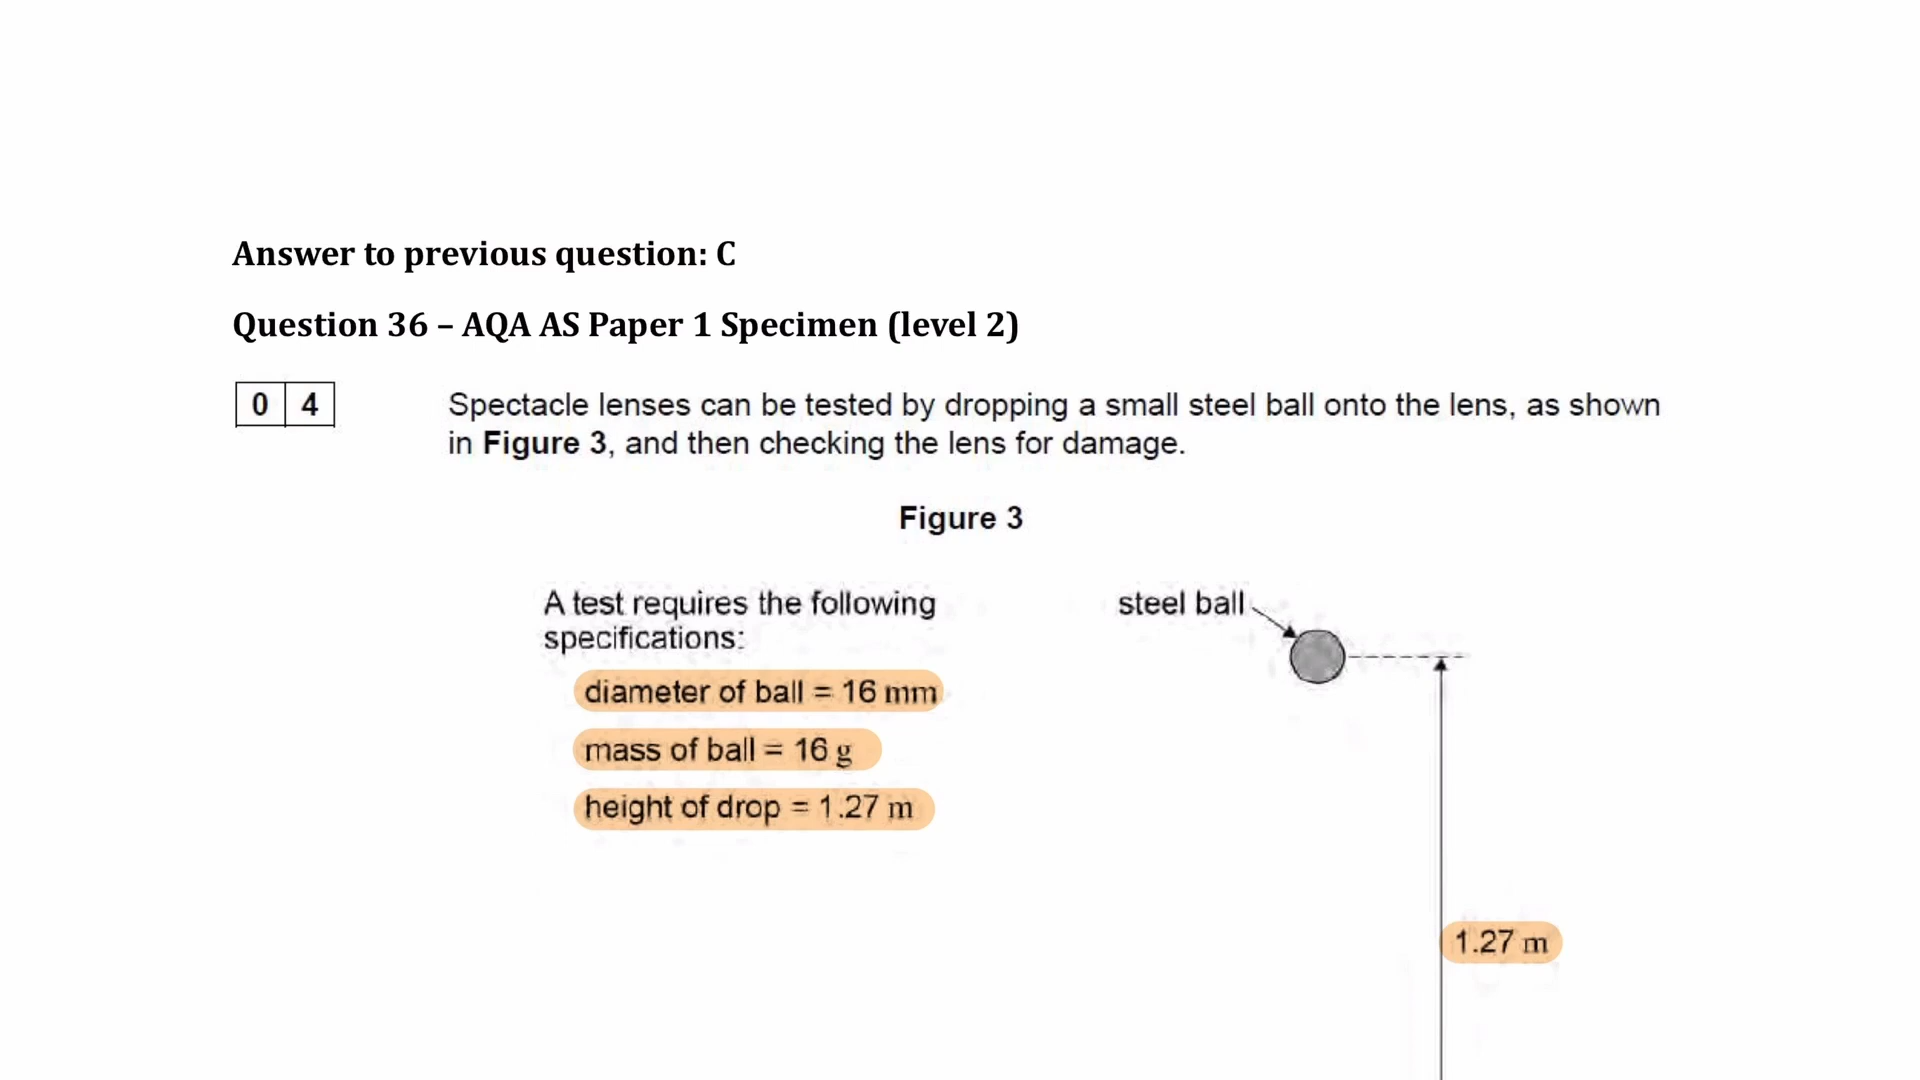 Answer to previous question: C
Question 36 – AQA AS Paper 1 Specimen (level 2)
0 4
Spectacle lenses can be tested by dropping a small steel ball onto the lens, as shown
in Figure 3, and then checking the lens for damage.
Figure 3
A test requires the following
specifications:
steel ball
diameter of ball = 16 mm
mass of ball = 16 g
height of drop = 1.27 m
1.27 m